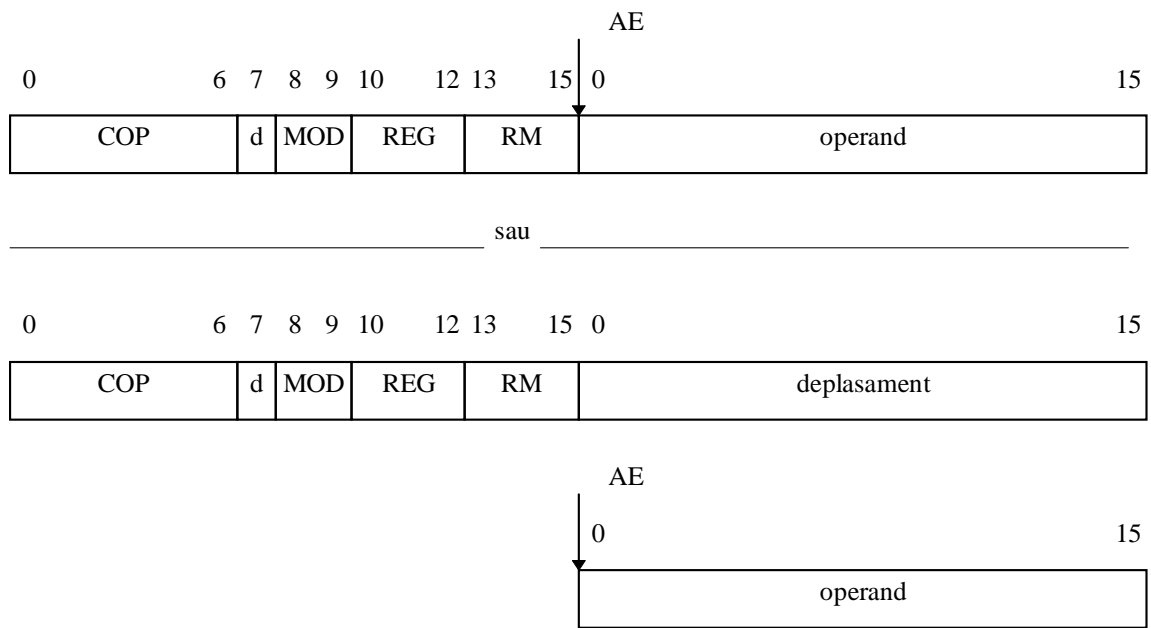 AE
0 6 7 8 9 10 12 13 15 0 15
COP d MOD REG RM operand
sau
0 6 7 8 9 10 12 13 15 0 15
COP d MOD REG RM deplasament
AE
0 15
operand